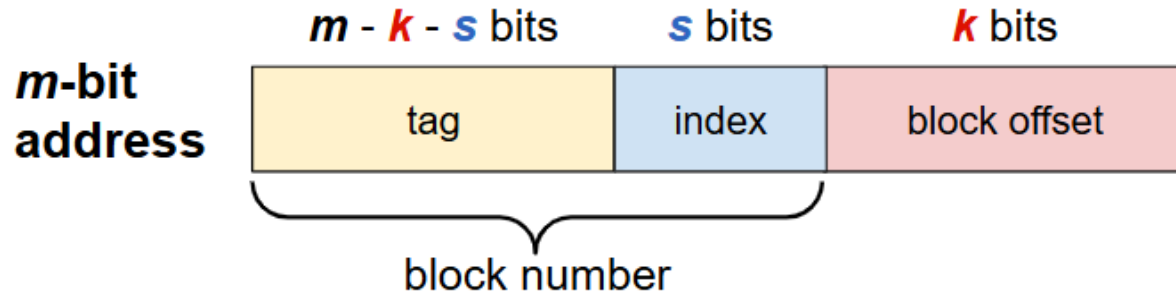 m - k - s bits s bits k bits
m-bit
address
tag index block offset
block number